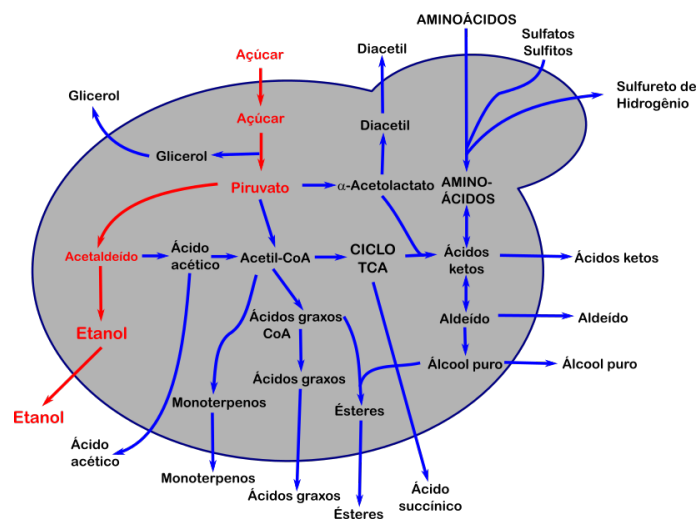 AMINOÁCIDOS
Sulfatos
Sulfitos
Diacetil
Açúcar
Sulfureto de
Hidrogênio
Glicerol
Açúcar
Diacetil
Glicerol
Piruvato
α-Acetolactato
AMINO-
ÁCIDOS
Acetaldeído
Ácido
acético
Acetil-CoA
CICLO
TCA
Ácidos
ketos
Ácidos ketos
Etanol
Ácidos graxos
CoA
Aldeído
Aldeído
Ácidos graxos
Álcool puro
Álcool puro
Monoterpenos
Ésteres
Etanol
Ácido
acético
Monoterpenos
Ácidos graxos
Ésteres
Ácido
succínico